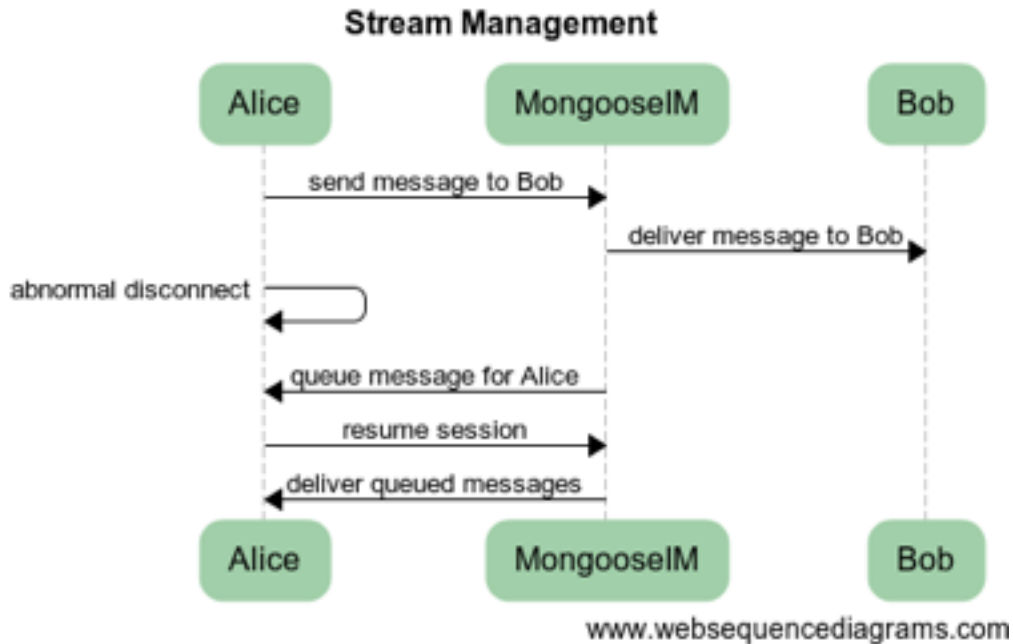 Stream Management
Alice MongooseIM Bob
send message to Bob
deliver message to Bob
abnormal disconnect
queue message for Alice
resume session
deliver queued messages
Alice MongooseIM Bob
www.websequencediagrams.com